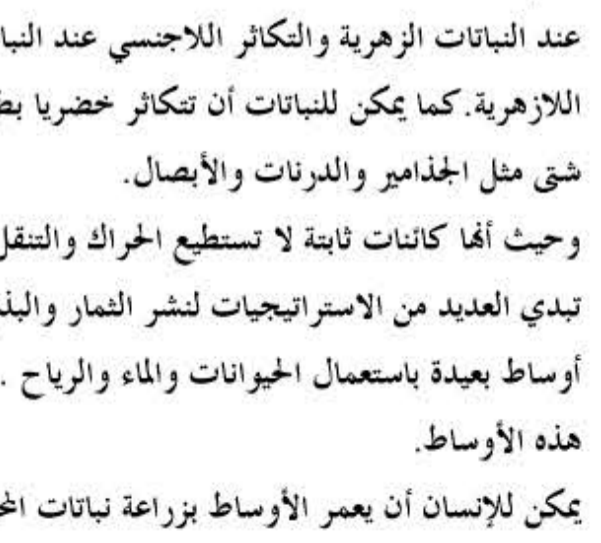 عند النباتات الزهرية والتكاثر اللاجنسي عند النبا
اللازهرية.كما يمكن للنباتات أن تتكاثر خضريا بط
شتى مثل الجذامير والدرنات والأبصال.
وحيث أنها كائنات ثابتة لا تستطيع الحراك والتنقل
تبدي العديد من الاستراتيجيات لنشر الثمار والبذ
أوساط بعيدة باستعمال الحيوانات والماء والرياح .
هذه الأوساط.
يمكن للإنسان أن يعمر الأوساط بزراعة نباتات المح